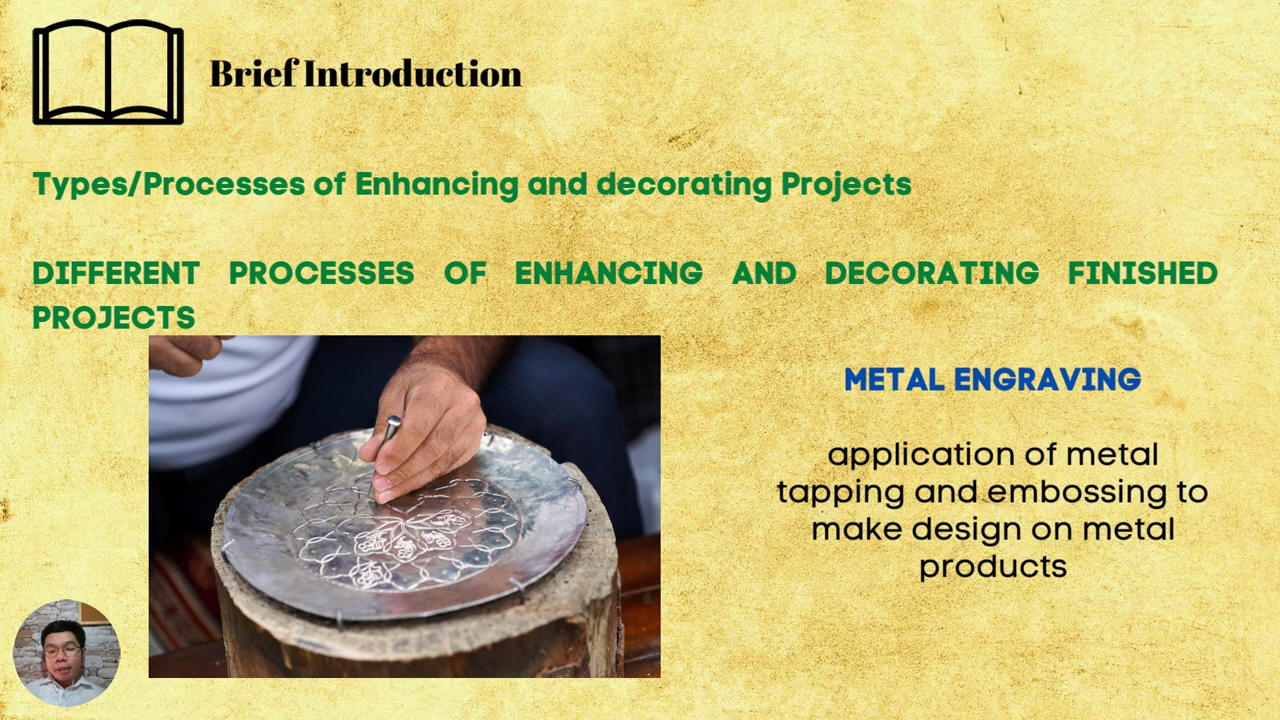 Brief Introduction
Types/Processes of Enhancing and decorating Projects
DIFFERENT PROCESSES OF ENHANCING AND DECORATING FINISHED
PROJECTS
METAL ENGRAVING
application of metal
tapping and embossing to
make design on metal
products